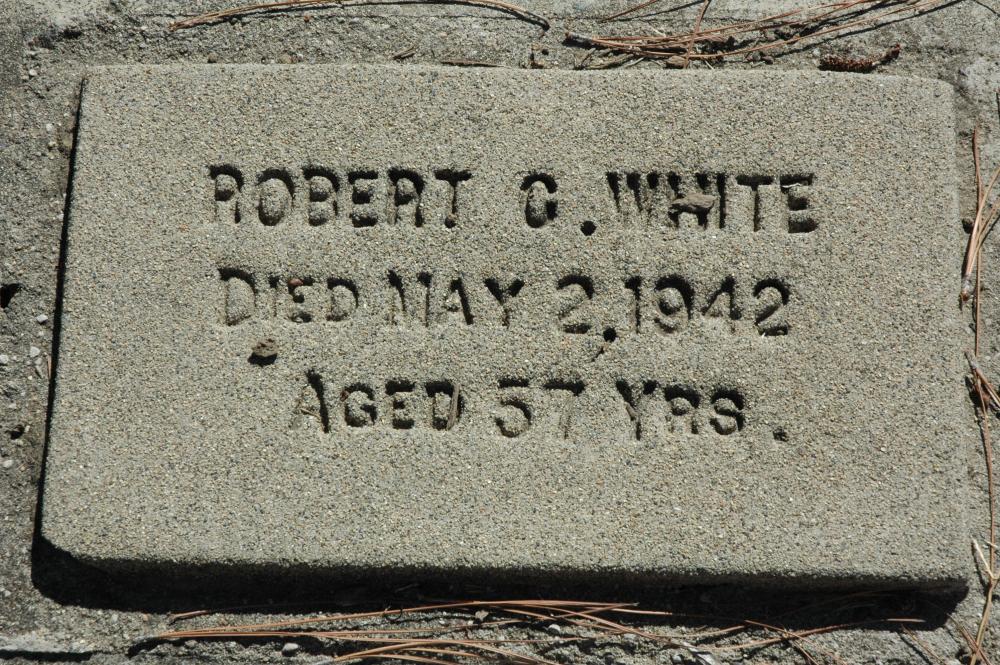 ROBERT G. WHITE
DIED MAY 2, 1942
AGED 57 YRS.